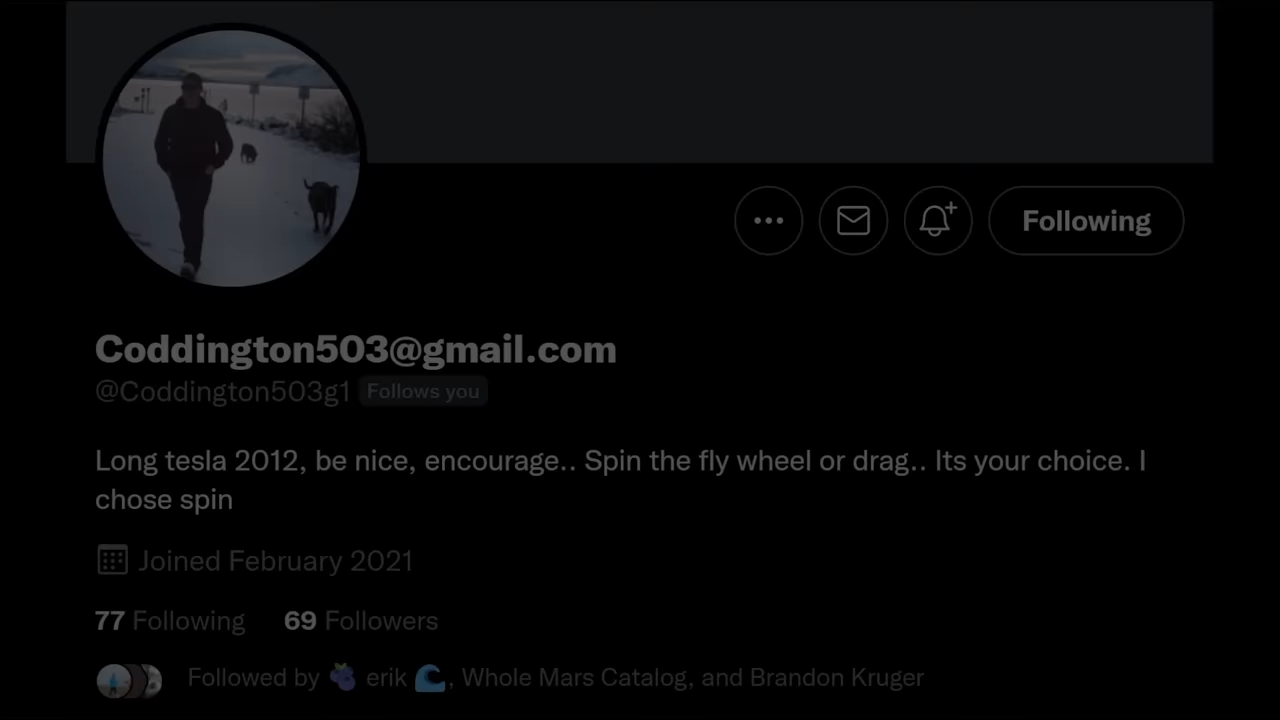 Following
Coddington503@gmail.com
@Coddington503g1 Follows you
Long tesla 2012, be nice, encourage.. Spin the fly wheel or drag.. Its your choice. I
chose spin
Joined February 2021
77 Following 69 Followers
Followed by 🫐 erik 🌊, Whole Mars Catalog, and Brandon Kruger